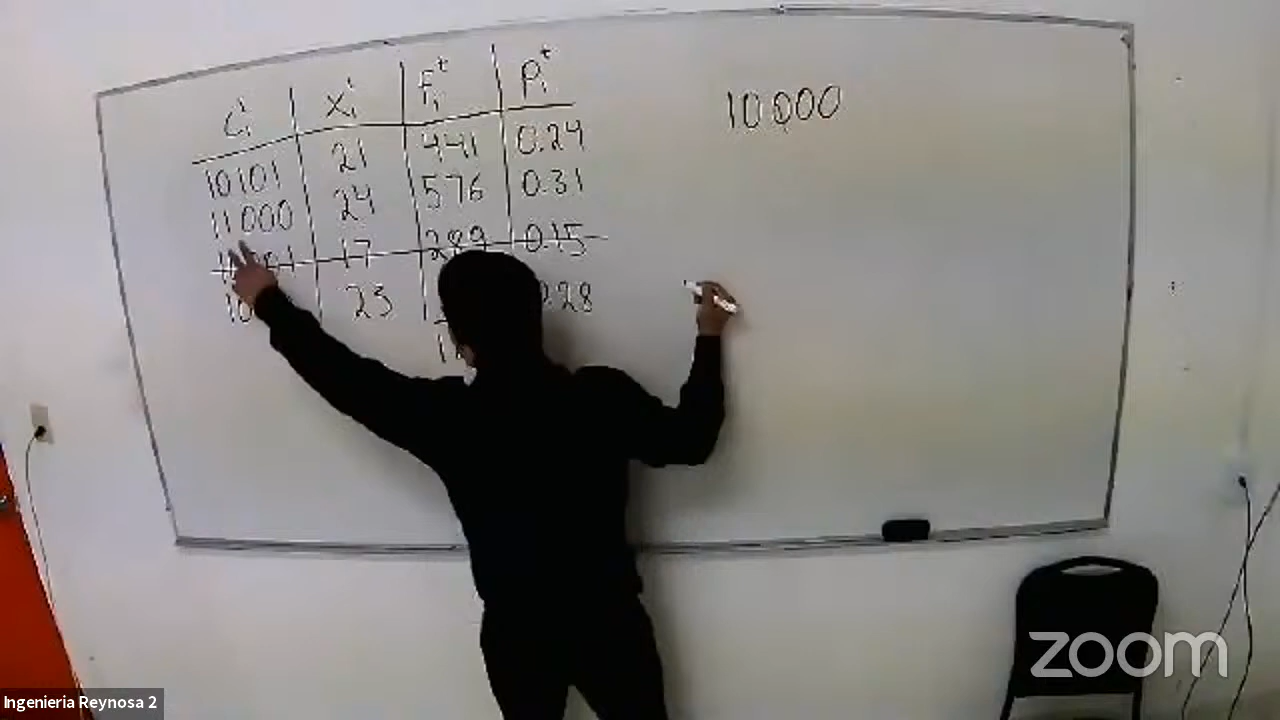 Ci xi fi^t pi^t
10101 21 441 0.24
11000 24 576 0.31
17 289 0.15
10 23 .28
10000
zoom
Ingenieria Reynosa 2